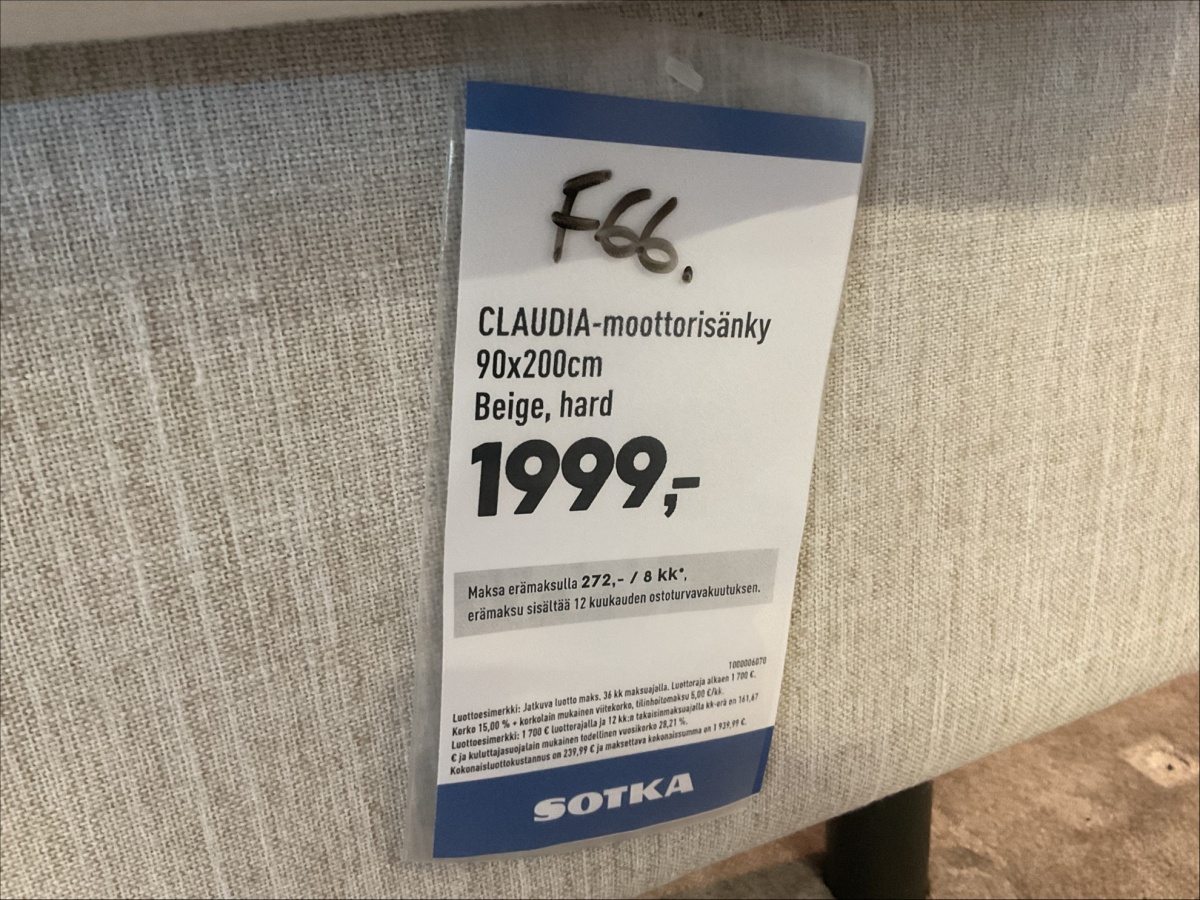 F66.
CLAUDIA-moottorisänky
90x200cm
Beige, hard
1999,-
Maksa erämaksulla 272,- / 8 kk*,
erämaksu sisältää 12 kuukauden ostoturvavakuutuksen.
1000006070
Luottoesimerkki: Jatkuva luotto maks. 36 kk maksuajalla. Luottoraja alkaen 1 700 €.
Korko 15,00 % + korkolain mukainen viitekorko, tilinhoitomaksu 5,00 €/kk.
Luottoesimerkki: 1 700 € luottorajalla ja 12 kk:n takaisinmaksuajalla kk-erä on 161,67
€ ja kuluttajasuojalain mukainen todellinen vuosikorko 28,21 %.
Kokonaisluottokustannus on 239,99 € ja maksettava kokonaissumma on 1 939,99 €.
SOTKA